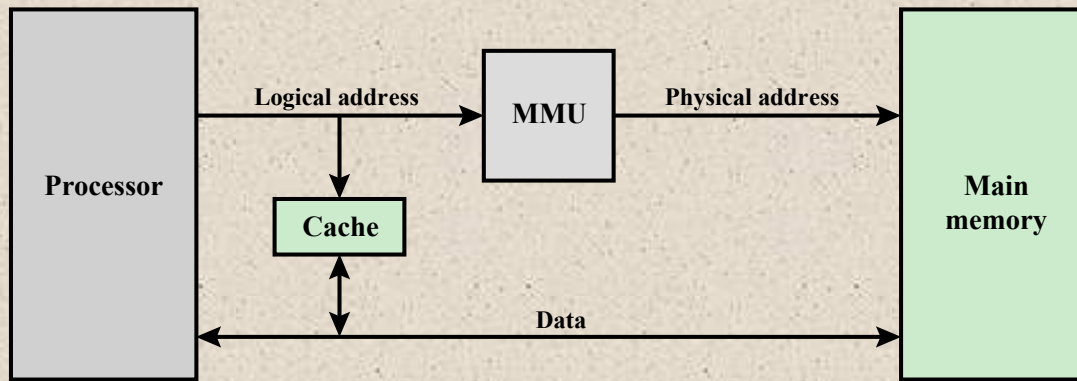 Logical address
MMU
Physical address
Processor
Cache
Main
memory
Data